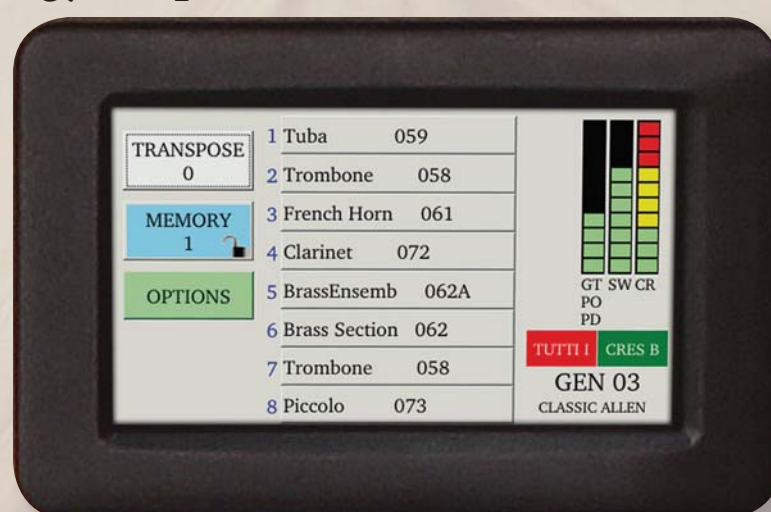 TRANSPOSE
0
MEMORY
1
OPTIONS
1 Tuba 059
2 Trombone 058
3 French Horn 061
4 Clarinet 072
5 BrassEnsemb 062A
6 Brass Section 062
7 Trombone 058
8 Piccolo 073
GT SW CR
PO
PD
TUTTI I CRES B
GEN 03
CLASSIC ALLEN